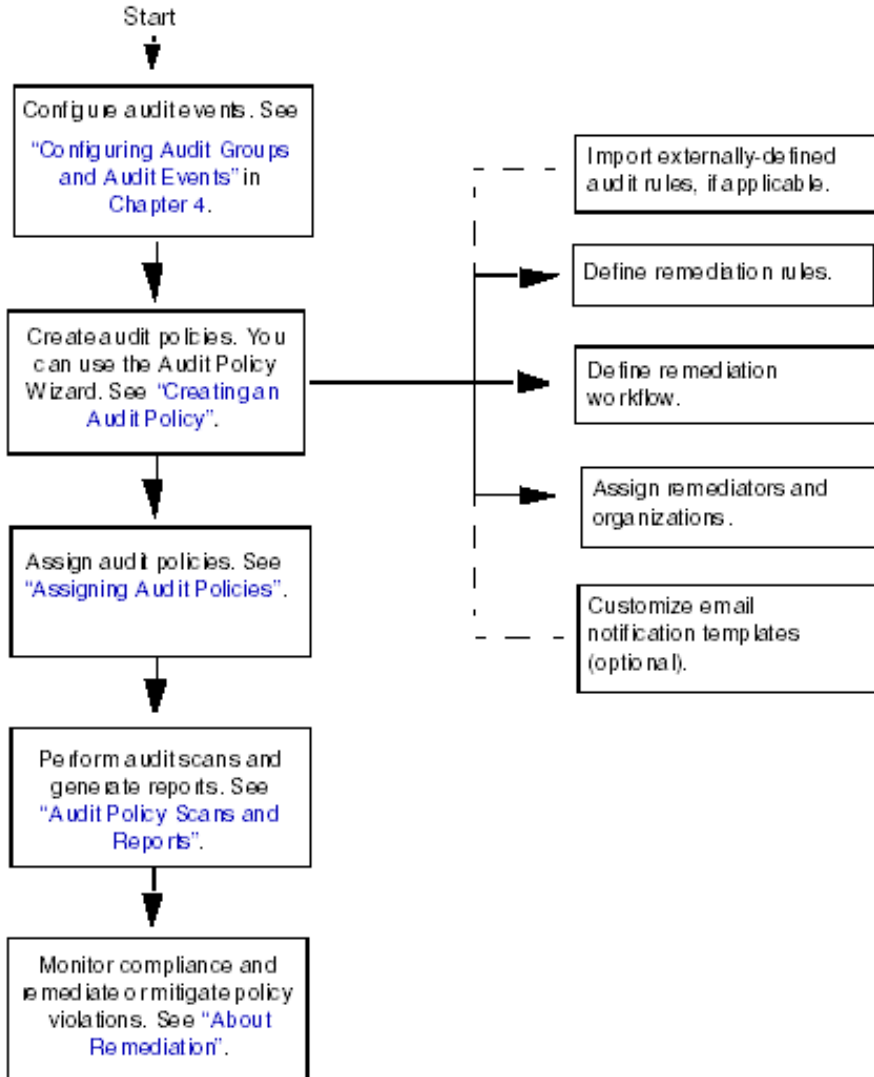 Start
Configure audit events. See
“Configuring Audit Groups
and Audit Events” in
Chapter 4.
Create audit policies. You
can use the Audit Policy
Wizard. See “Creating an
Audit Policy”.
Assign audit policies. See
“Assigning Audit Policies”.
Perform audit scans and
generate reports. See
“Audit Policy Scans and
Reports”.
Monitor compliance and
remediate or mitigate policy
violations. See “About
Remediation”.
Import externally-defined
audit rules, if applicable.
Define remediation rules.
Define remediation
workflow.
Assign remediators and
organizations.
Customize email
notification templates
(optional).